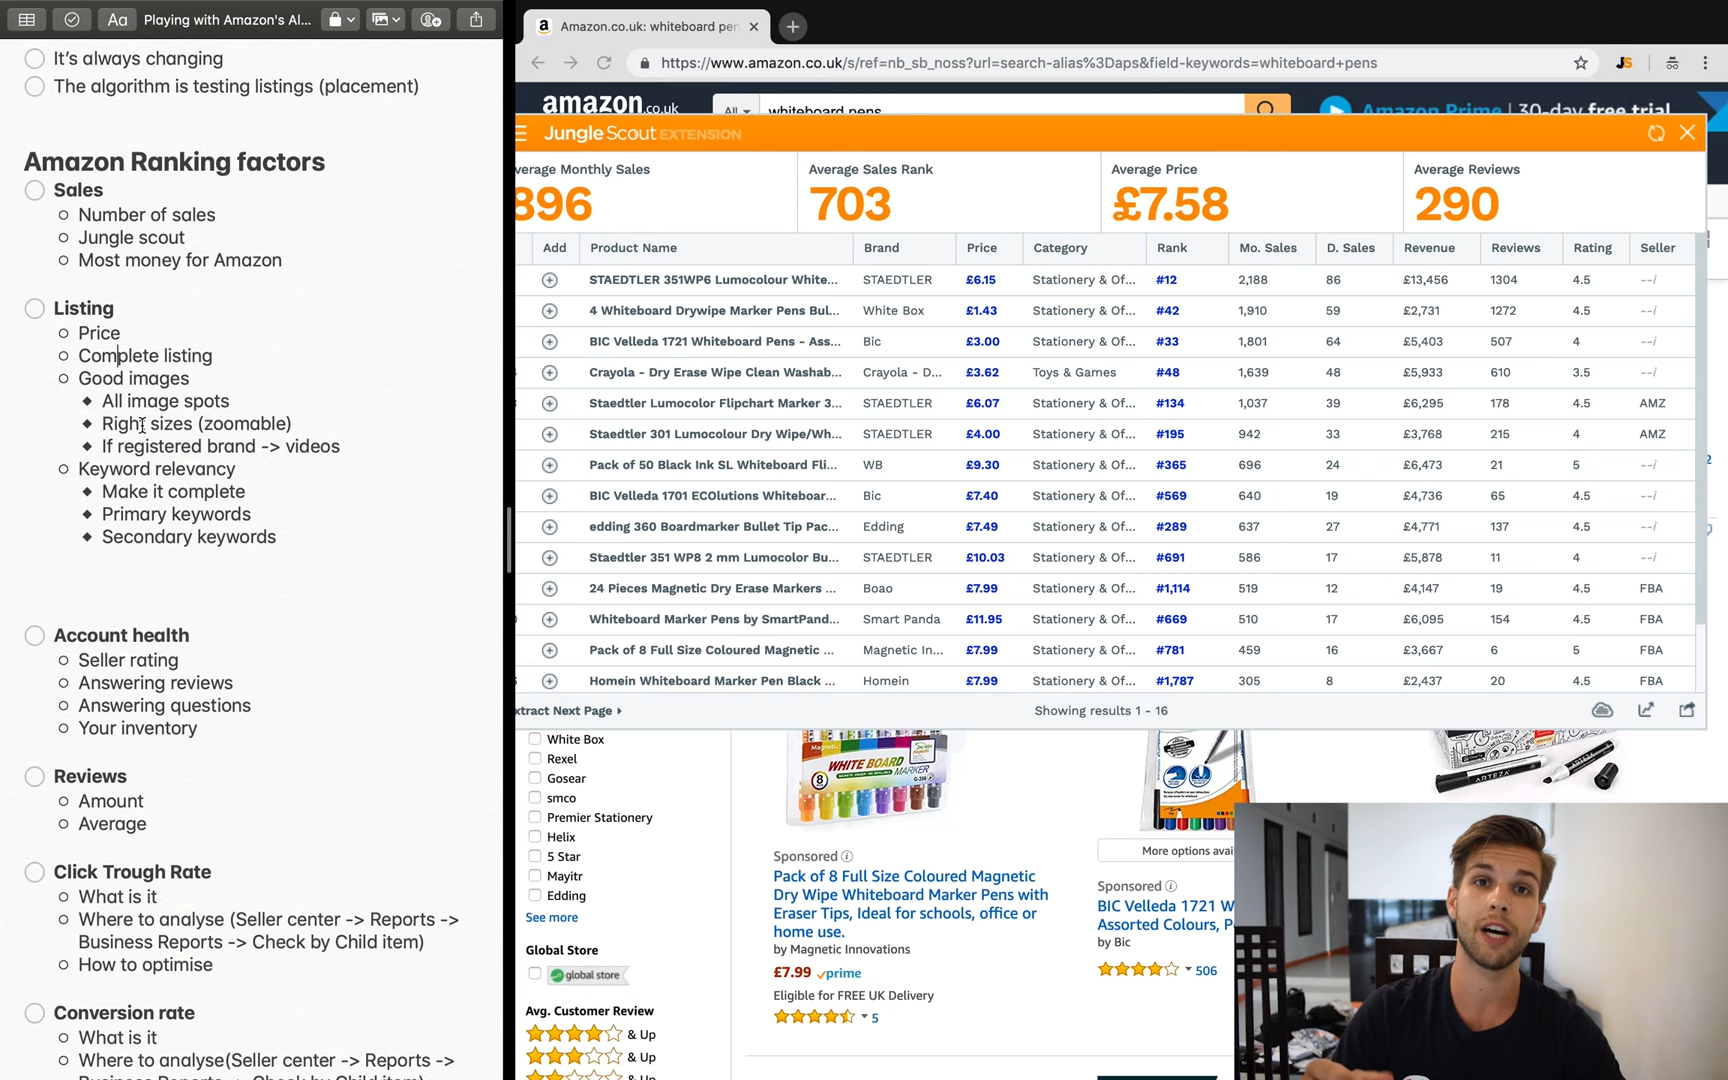 Playing with Amazon's Al...
It's always changing
The algorithm is testing listings (placement)
Amazon Ranking factors
Sales
Number of sales
Jungle scout
Most money for Amazon
Listing
Price
Complete listing
Good images
All image spots
Right sizes (zoomable)
If registered brand -> videos
Keyword relevancy
Make it complete
Primary keywords
Secondary keywords
Account health
Seller rating
Answering reviews
Answering questions
Your inventory
Reviews
Amount
Average
Click Trough Rate
What is it
Where to analyse (Seller center -> Reports ->
Business Reports -> Check by Child item)
How to optimise
Conversion rate
What is it
Where to analyse(Seller center -> Reports ->
Amazon.co.uk: whiteboard pen
https://www.amazon.co.uk/s/ref=nb_sb_noss?url=search-alias%3Daps&field-keywords=whiteboard+pens
amazon.co.uk All whiteboard pens Amazon Prime | 30-day free trial
Jungle Scout EXTENSION
verage Monthly Sales Average Sales Rank Average Price Average Reviews
896 703 £7.58 290
Add Product Name Brand Price Category Rank Mo. Sales D. Sales Revenue Reviews Rating Seller
STAEDTLER 351WP6 Lumocolour White... STAEDTLER £6.15 Stationery & Of... #12 2,188 86 £13,456 1304 4.5 --i
4 Whiteboard Drywipe Marker Pens Bul... White Box £1.43 Stationery & Of... #42 1,910 59 £2,731 1272 4.5 --i
BIC Velleda 1721 Whiteboard Pens - Ass... Bic £3.00 Stationery & Of... #33 1,801 64 £5,403 507 4 --i
Crayola - Dry Erase Wipe Clean Washab... Crayola - D... £3.62 Toys & Games #48 1,639 48 £5,933 610 3.5 --i
Staedtler Lumocolor Flipchart Marker 3... STAEDTLER £6.07 Stationery & Of... #134 1,037 39 £6,295 178 4.5 AMZ
Staedtler 301 Lumocolour Dry Wipe/Wh... STAEDTLER £4.00 Stationery & Of... #195 942 33 £3,768 215 4 AMZ
Pack of 50 Black Ink SL Whiteboard Fli... WB £9.30 Stationery & Of... #365 696 24 £6,473 21 5 --i
BIC Velleda 1701 ECOlutions Whiteboar... Bic £7.40 Stationery & Of... #569 640 19 £4,736 65 4.5 --i
edding 360 Boardmarker Bullet Tip Pac... Edding £7.49 Stationery & Of... #289 637 27 £4,771 137 4.5 --i
Staedtler 351 WP8 2 mm Lumocolor Bu... STAEDTLER £10.03 Stationery & Of... #691 586 17 £5,878 11 4 --i
24 Pieces Magnetic Dry Erase Markers ... Boao £7.99 Stationery & Of... #1,114 519 12 £4,147 19 4.5 FBA
Whiteboard Marker Pens by SmartPand... Smart Panda £11.95 Stationery & Of... #669 510 17 £6,095 154 4.5 FBA
Pack of 8 Full Size Coloured Magnetic ... Magnetic In... £7.99 Stationery & Of... #781 459 16 £3,667 6 5 FBA
Homein Whiteboard Marker Pen Black ... Homein £7.99 Stationery & Of... #1,787 305 8 £2,437 20 4.5 FBA
xtract Next Page Showing results 1 - 16
White Box
Rexel
Gosear
smco
Premier Stationery
Helix
5 Star
Mayitr
Edding
See more
Global Store
global store
Avg. Customer Review
& Up
& Up
& Up
WHITE BOARD
MARKER
8
Sponsored
Pack of 8 Full Size Coloured Magnetic
Dry Wipe Whiteboard Marker Pens with
Eraser Tips, Ideal for schools, office or
home use.
by Magnetic Innovations
£7.99 prime
Eligible for FREE UK Delivery
5
More options avai
Sponsored
BIC Velleda 1721 W
Assorted Colours, P
by Bic
506
ARTEZA